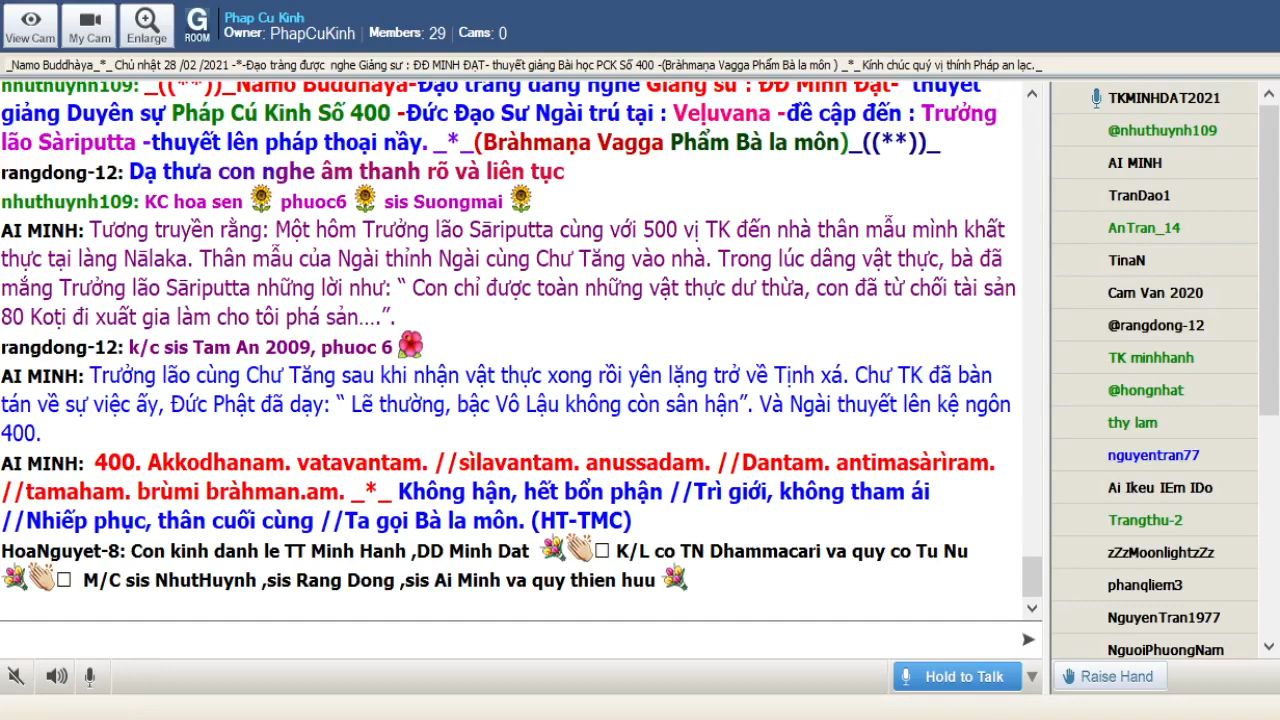 View Cam
My Cam
Enlarge
G
ROOM
Phap Cu Kinh
Owner: PhapCuKinh | Members: 29 | Cams: 0
_Namo Buddhàya_*_ Chủ nhật 28 /02 /2021 -*-Đạo tràng được nghe Giảng sư : ĐĐ MINH ĐẠT- thuyết giảng Bài học PCK Số 400 -(Bràhmaṇa Vagga Phẩm Bà la môn ) _*_Kính chúc quý vị thính Pháp an lạc._
nhuthuynh109: _((**))_Namo Buddhàya-Đạo tràng đang nghe Giảng sư : ĐĐ Minh Đạt- thuyết
giảng Duyên sự Pháp Cú Kinh Số 400 -Đức Đạo Sư Ngài trú tại : Veḷuvana -đề cập đến : Trưởng
lão Sàriputta -thuyết lên pháp thoại nầy. _*_(Bràhmaṇa Vagga Phẩm Bà la môn)_((**))_
rangdong-12: Dạ thưa con nghe âm thanh rõ và liên tục
nhuthuynh109: KC hoa sen phuoc6 sis Suongmai
AI MINH: Tương truyền rằng: Một hôm Trưởng lão Sāriputta cùng với 500 vị TK đến nhà thân mẫu mình khất
thực tại làng Nālaka. Thân mẫu của Ngài thỉnh Ngài cùng Chư Tăng vào nhà. Trong lúc dâng vật thực, bà đã
mắng Trưởng lão Sāriputta những lời như: “ Con chỉ được toàn những vật thực dư thừa, con đã từ chối tài sản
80 Koṭi đi xuất gia làm cho tôi phá sản….”.
rangdong-12: k/c sis Tam An 2009, phuoc 6
AI MINH: Trưởng lão cùng Chư Tăng sau khi nhận vật thực xong rồi yên lặng trở về Tịnh xá. Chư TK đã bàn
tán về sự việc ấy, Đức Phật đã dạy: “ Lẽ thường, bậc Vô Lậu không còn sân hận”. Và Ngài thuyết lên kệ ngôn
400.
AI MINH: 400. Akkodhanam. vatavantam. //sìlavantam. anussadam. //Dantam. antimasàrìram.
//tamaham. brùmi bràhman.am. _*_ Không hận, hết bổn phận //Trì giới, không tham ái
//Nhiếp phục, thân cuối cùng //Ta gọi Bà la môn. (HT-TMC)
HoaNguyet-8: Con kinh danh le TT Minh Hanh ,DD Minh Dat K/L co TN Dhammacari va quy co Tu Nu
M/C sis NhutHuynh ,sis Rang Dong ,sis Ai Minh va quy thien huu
TKMINHDAT2021
@nhuthuynh109
AI MINH
TranDao1
AnTran_14
TinaN
Cam Van 2020
@rangdong-12
TK minhhanh
@hongnhat
thy lam
nguyentran77
Ai Ikeu IEm IDo
Trangthu-2
zZzMoonlightzZz
phanqliem3
NguyenTran1977
NguoiPhuongNam
Hold to Talk
Raise Hand